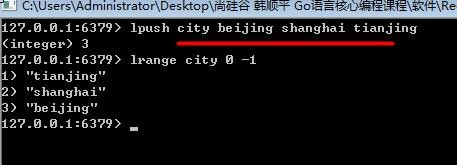 C:\Users\Administrator\Desktop\尚硅谷 韩顺平 Go语言核心编程课程\软件\Re
127.0.0.1:6379> lpush city beijing shanghai tianjing
(integer) 3
127.0.0.1:6379> lrange city 0 -1
1) "tianjing"
2) "shanghai"
3) "beijing"
127.0.0.1:6379>